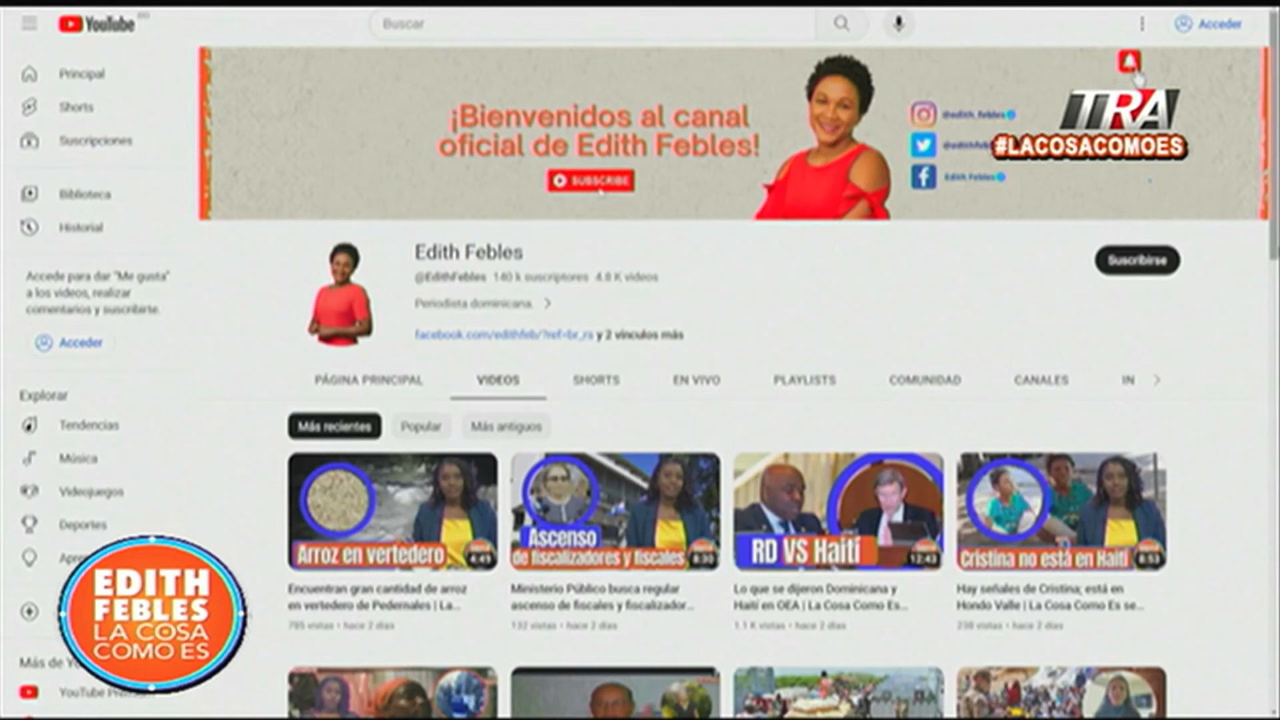 YouTube
Buscar
Acceder
Principal
Shorts
Suscripciones
Biblioteca
Historial
Accede para dar "Me gusta"
a los videos, realizar
comentarios y suscribirte.
Acceder
Explorar
Tendencias
Música
Videojuegos
Deportes
Más de
¡Bienvenidos al canal
oficial de Edith Febles!
SUBSCRIBE
@edith_febles
Edith Febles
TRA
#LACOSACOMOES
Edith Febles
@EdithFebles 140 k suscriptores 4.8 K videos
Periodista dominicana.
facebook.com/edithfeb/?ref=br_rs y 2 vínculos más
Suscribirse
PÁGINA PRINCIPAL
VIDEOS
SHORTS
EN VIVO
PLAYLISTS
COMUNIDAD
CANALES
IN
Más recientes
Popular
Más antiguos
Arroz en vertedero
4:49
Ascenso
de fiscalizadores y fiscales
8:30
RD VS Haití
12:43
Cristina no está en Haití
8:53
Encuentran gran cantidad de arroz
en vertedero de Pedernales | La...
785 vistas • hace 2 días
Ministerio Público busca regular
ascenso de fiscales y fiscalizador...
132 vistas • hace 2 días
Lo que se dijeron Dominicana y
Haití en OEA | La Cosa Como Es...
1.1 K vistas • hace 2 días
Hay señales de Cristina; está en
Hondo Valle | La Cosa Como Es se...
238 vistas • hace 2 días
EDITH
FEBLES
LA COSA
COMO ES